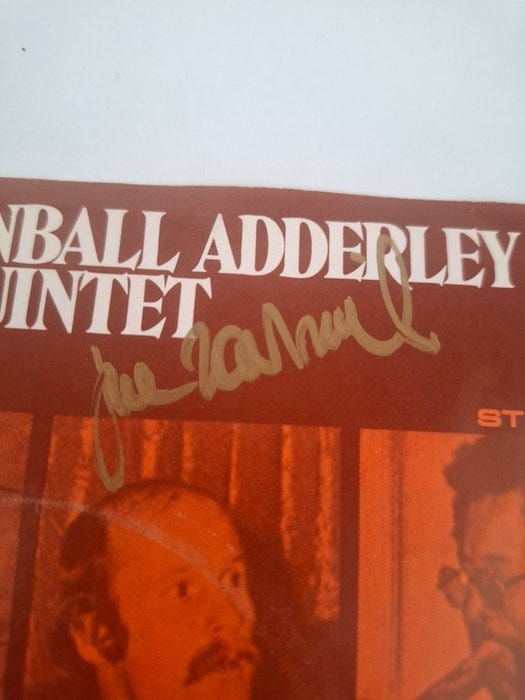 NBALL ADDERLEY
UINTET
Joe Zawinul
ST